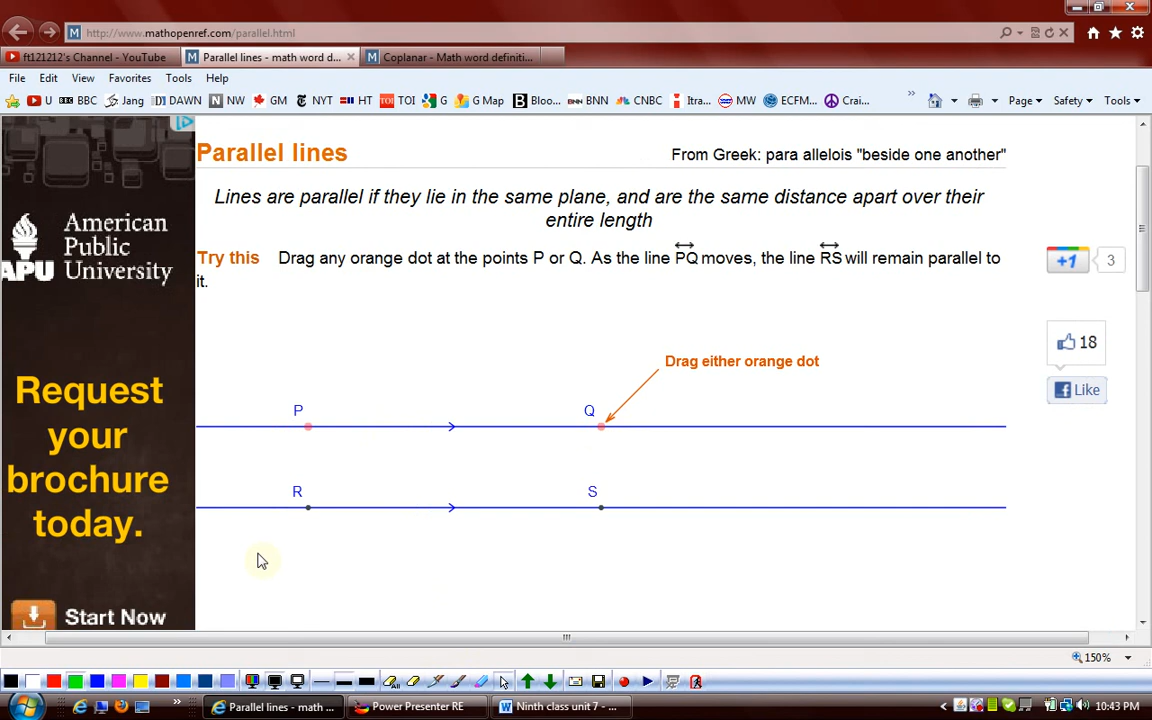 http://www.mathopenref.com/parallel.html
ft121212's Channel - YouTube
Parallel lines - math word d...
Coplanar - Math word definiti...
File Edit View Favorites Tools Help
U BBC Jang DAWN NW GM NYT HT TOI G G Map Bloo... BNN CNBC Itra... MW ECFM... Crai... » Page Safety Tools
Parallel lines
From Greek: para allelois "beside one another"
Lines are parallel if they lie in the same plane, and are the same distance apart over their
entire length
Try this Drag any orange dot at the points P or Q. As the line PQ moves, the line RS will remain parallel to
it.
American
Public
University
APU
Request
your
brochure
today.
Start Now
+1 3
18
Like
Drag either orange dot
P Q
R S
150%
Parallel lines - math ...
Power Presenter RE
Ninth class unit 7 - ...
10:43 PM